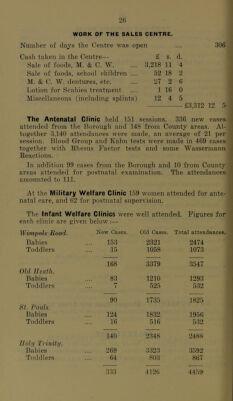 26
WORK OF THE SALES CENTRE.
Number of days the Centre was open .... 306
Cash taken in the Centre— £ s. d.
Sale of foods, M. & C. W. .... 3,218 11 4
Sale of foods, school children .... 52 18 2
M. & C. W. dentures, etc. .... 27 2 6
Lotion for Scabies treatment .... 1 16 0
Miscellaneous (including splints) 12 4 5
£3,312 12 5
The Antenatal Clinic held 151 sessions. 336 new cases
attended from the Borough and 148 from County areas. Al-
together 3,140 attendances were made, an average of 21 per
session. Blood Group and Kahn tests were made in 469 cases
together with Rhesus Factor tests and some Wassermann
Reactions.
In addition 99 cases from the Borough and 10 from County
areas attended for postnatal examination. The attendances
amounted to 111.
At the Military Welfare Clinic 159 women attended for ante-
natal care, and 62 for postnatal supervision.
The Infant Welfare Clinics were well attended. Figures for
each clinic are given below:—
Wimpole Road. New Cases. Old Cases. Total attendances.
Babies .... 153 2321 2474
Toddlers .... 15 1058 1073
168 3379 3547
Old Heath.
Babies .... 83 1210 1293
Toddlers .... 7 525 532
90 1735 1825
St. Pauls.
Babies .... 124 1832 1956
Toddlers .... 16 516 532
140 2348 2488
Holy Trinity.
Babies .... 269 3323 3592
Toddlers .... 64 803 867
333 4126 4459